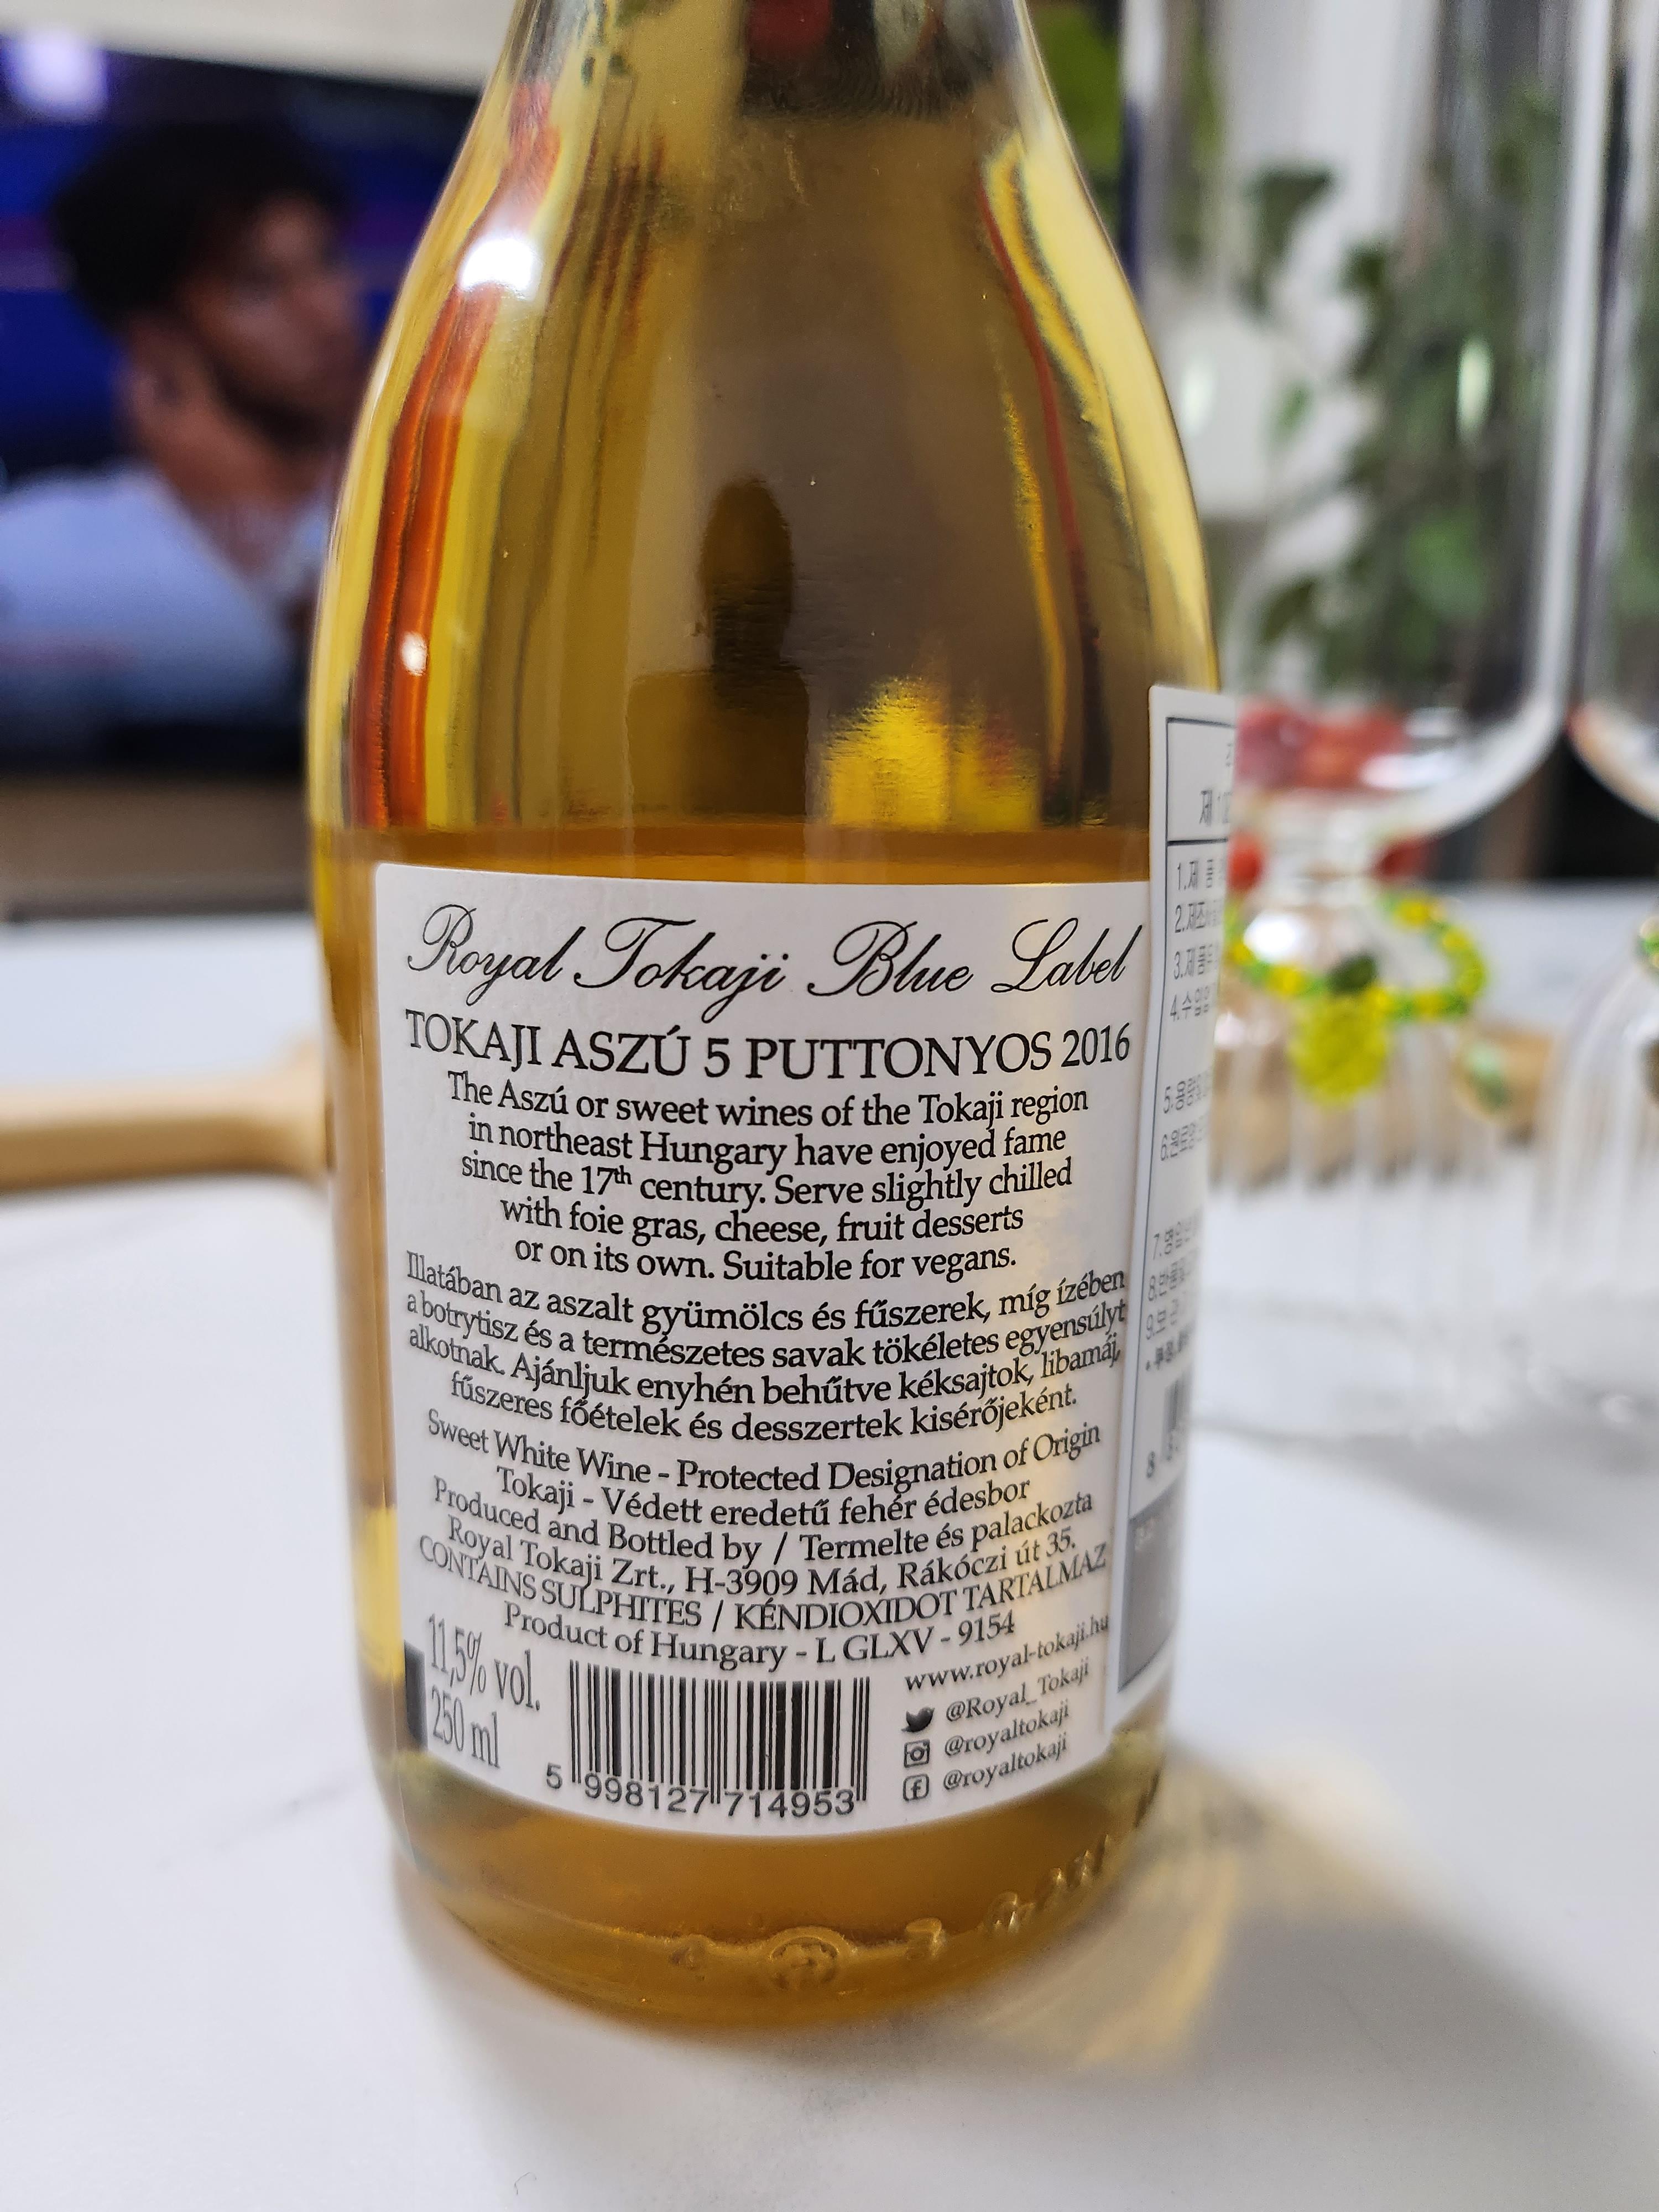 Royal Tokaji Blue Label
TOKAJI ASZÚ 5 PUTTONYOS 2016
The Aszú or sweet wines of the Tokaji region
in northeast Hungary have enjoyed fame
since the 17th century. Serve slightly chilled
with foie gras, cheese, fruit desserts
or on its own. Suitable for vegans.
Illatában az aszalt gyümölcs és fűszerek, míg ízében
a botrytisz és a természetes savak tökéletes egyensúlyt
alkotnak. Ajánljuk enyhén behűtve kéksajtok, libamáj,
fűszeres főételek és desszertek kisérőjeként.
Sweet White Wine - Protected Designation of Origin
Tokaji - Védett eredetű fehér édesbor
Produced and Bottled by / Termelte és palackozta
Royal Tokaji Zrt., H-3909 Mád, Rákóczi út 35.
CONTAINS SULPHITES / KÉNDIOXIDOT TARTALMAZ
Product of Hungary - L GLXV - 9154
11,5% vol.
250 ml
5 998127 714953
www.royal-tokaji.hu
@Royal_Tokaji
@royaltokaji
@royaltokaji